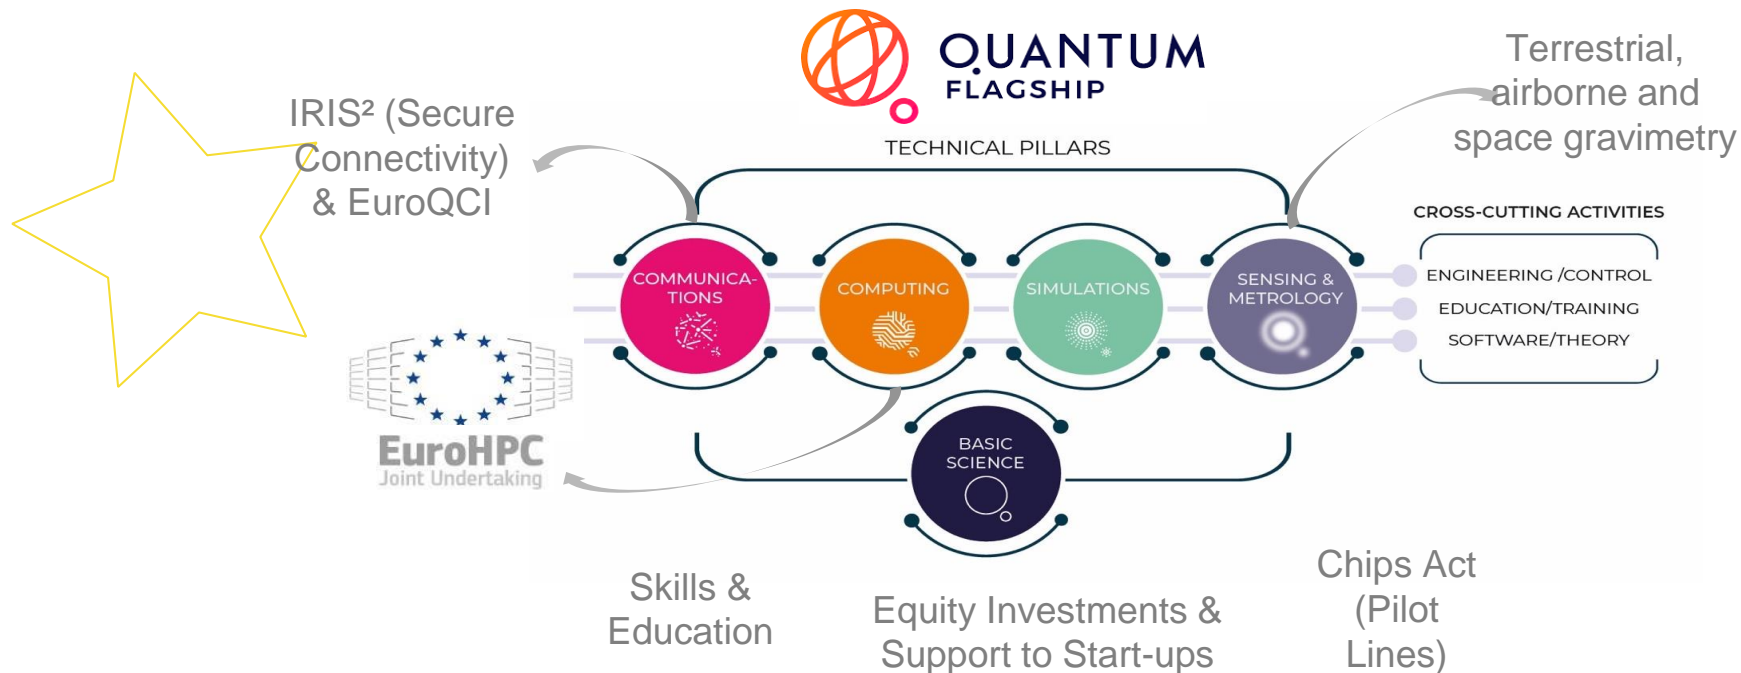 QUANTUM
FLAGSHIP
Terrestrial,
airborne and
space gravimetry
IRIS² (Secure
Connectivity)
& EuroQCI
TECHNICAL PILLARS
CROSS-CUTTING ACTIVITIES
COMMUNICA-
TIONS
COMPUTING
SIMULATIONS
SENSING &
METROLOGY
ENGINEERING /CONTROL
EDUCATION/TRAINING
SOFTWARE/THEORY
EuroHPC
Joint Undertaking
BASIC
SCIENCE
Skills &
Education
Equity Investments &
Support to Start-ups
Chips Act
(Pilot
Lines)